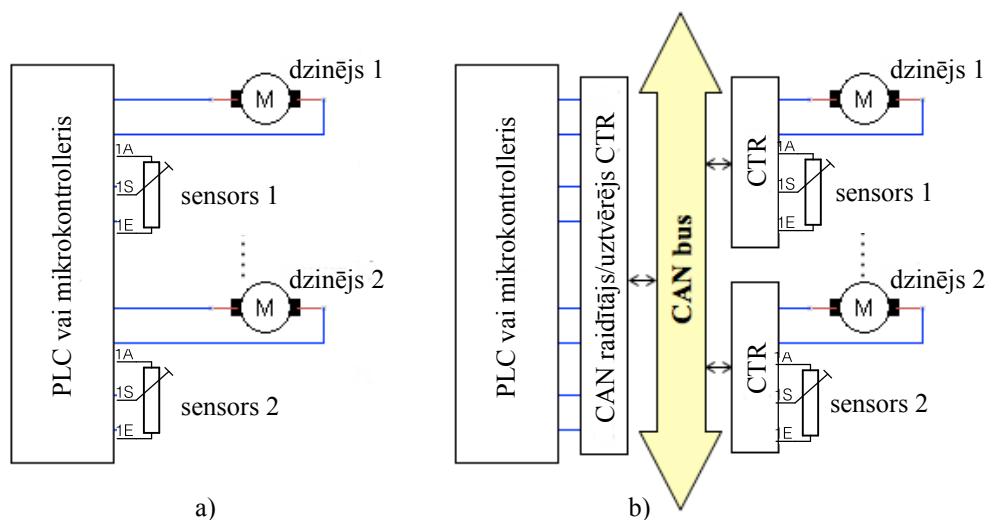 PLC vai mikrokontrolleris
dzinējs 1
M
1A
1S
1E
sensors 1
dzinējs 2
M
1A
1S
1E
sensors 2
a)
PLC vai mikrokontrolleris
CAN raidītājs/uztvērējs CTR
CAN bus
CTR
dzinējs 1
M
1A
1S
1E
sensors 1
CTR
dzinējs 2
M
1A
1S
1E
sensors 2
b)